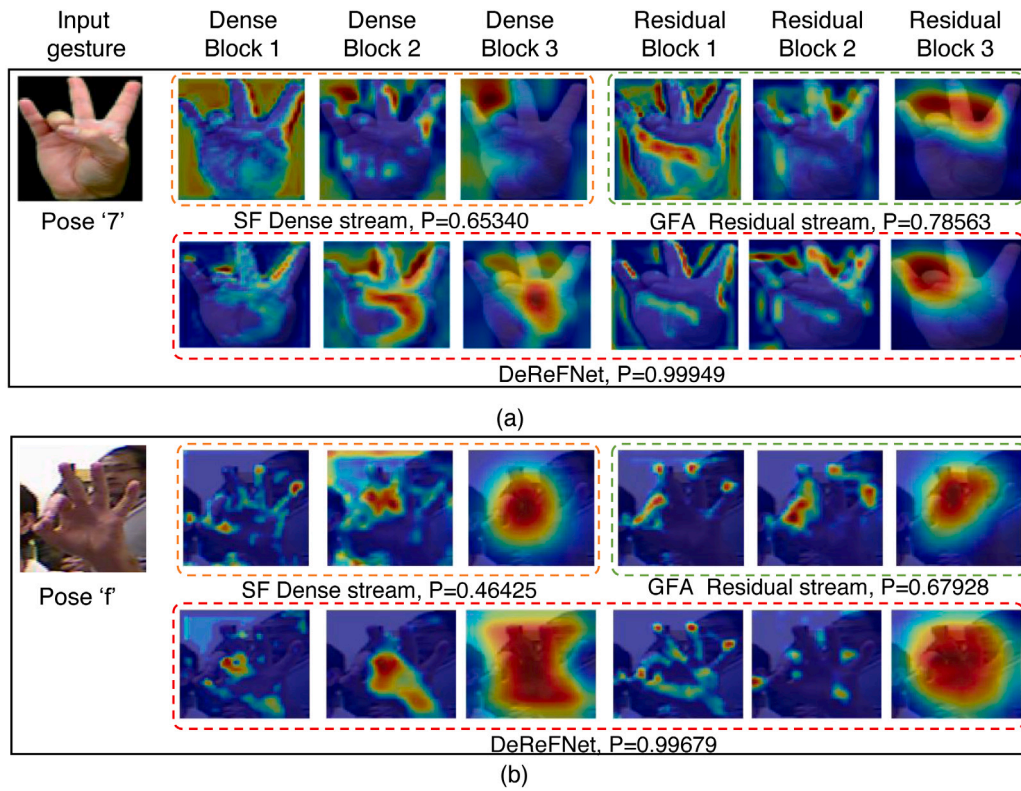 Input gesture
Dense Block 1
Dense Block 2
Dense Block 3
Residual Block 1
Residual Block 2
Residual Block 3
Pose ‘7’
SF Dense stream, P=0.65340
GFA Residual stream, P=0.78563
DeReFNet, P=0.99949
(a)
Pose ‘f’
SF Dense stream, P=0.46425
GFA Residual stream, P=0.67928
DeReFNet, P=0.99679
(b)